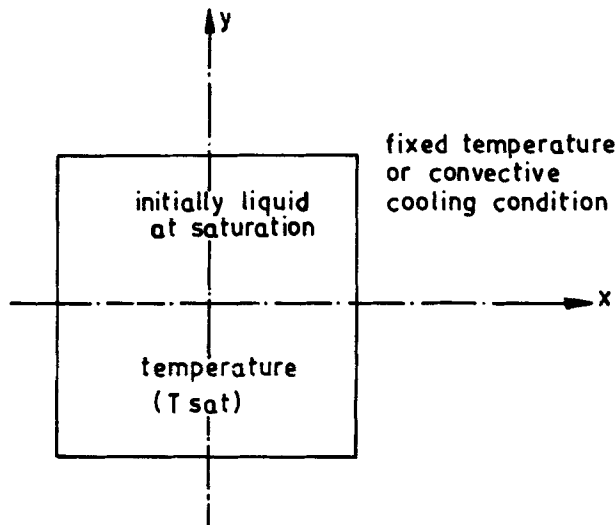 y
fixed temperature
or convective
cooling condition
initially liquid
at saturation
x
temperature
(T sat)